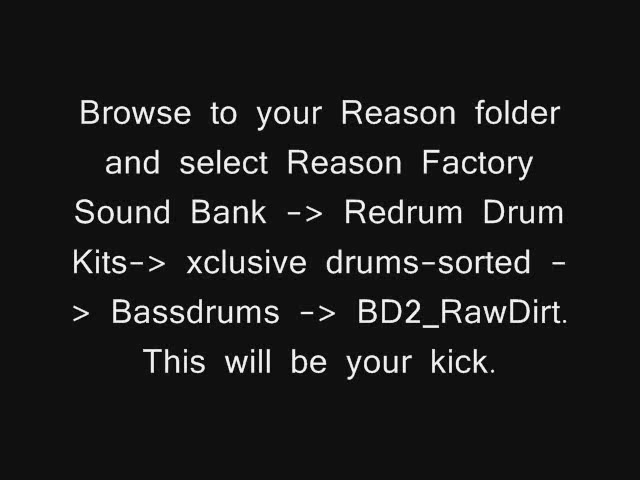 Browse to your Reason folder
and select Reason Factory
Sound Bank -> Redrum Drum
Kits-> xclusive drums-sorted -
> Bassdrums -> BD2_RawDirt.
This will be your kick.